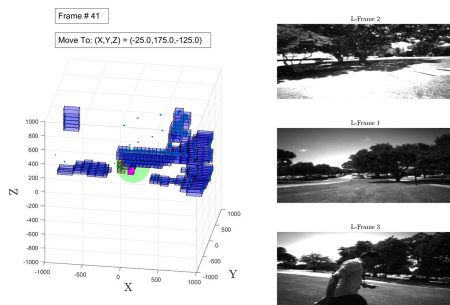 Frame # 41
Move To: (X,Y,Z) = (-25.0,175.0,-125.0)
L-Frame 2
L-Frame 1
L-Frame 3
1000
800
600
400
200
0
-200
-400
-600
-800
-1000
Z
-1000
-500
0
500
1000
X
-1000
-500
0
500
1000
Y